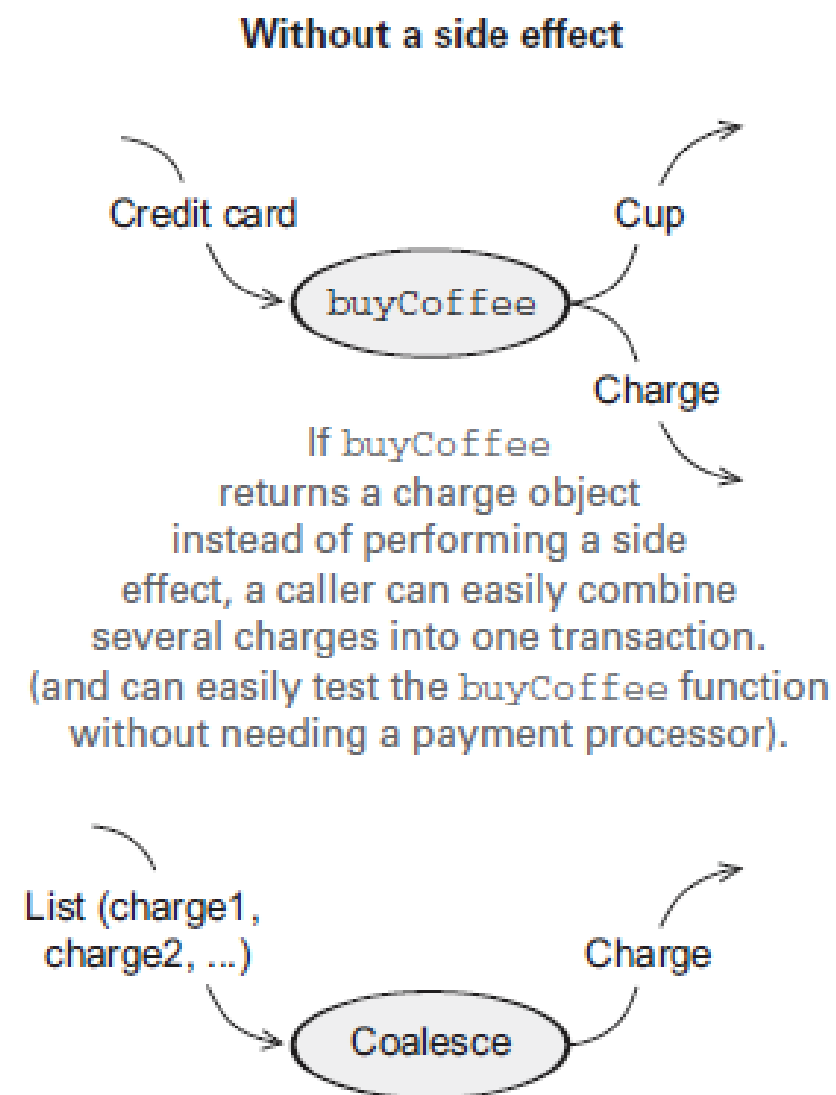 Without a side effect
Credit card
Cup
buyCoffee
Charge
If buyCoffee
returns a charge object
instead of performing a side
effect, a caller can easily combine
several charges into one transaction.
(and can easily test the buyCoffee function
without needing a payment processor).
List (charge1,
charge2, ...)
Charge
Coalesce